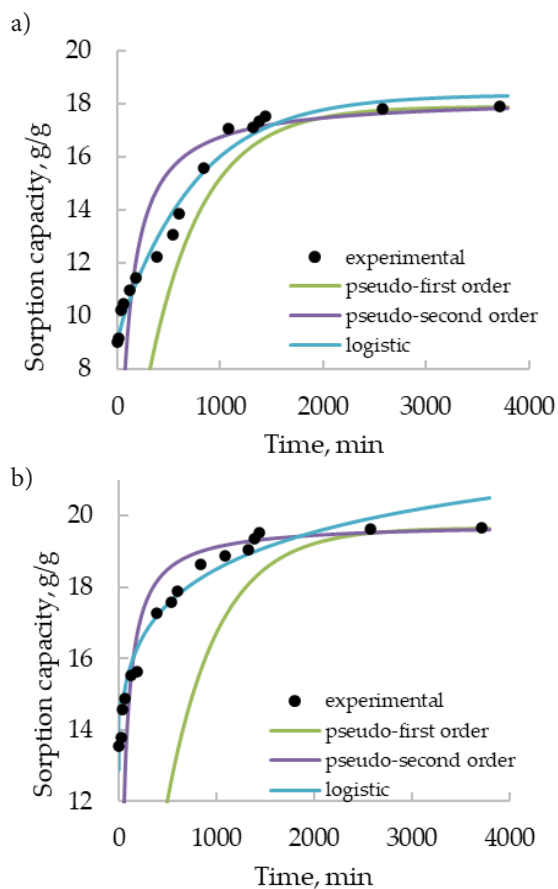 a)
20
18
16
14
12
10
8
Sorption capacity, g/g
experimental
pseudo-first order
pseudo-second order
logistic
0 1000 2000 3000 4000
Time, min
b)
20
18
16
14
12
Sorption capacity, g/g
experimental
pseudo-first order
pseudo-second order
logistic
0 1000 2000 3000 4000
Time, min